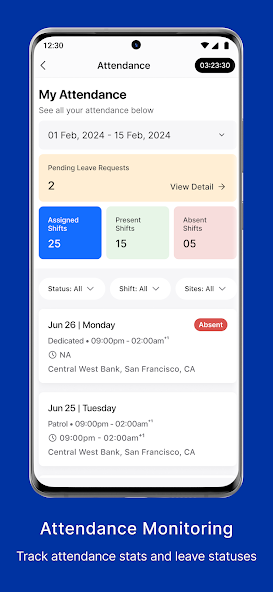 12:30
Attendance
03:23:30
My Attendance
See all your attendance below
01 Feb, 2024 - 15 Feb, 2024
Pending Leave Requests
2
View Detail →
Assigned Shifts
25
Present Shifts
15
Absent Shifts
05
Status: All
Shift: All
Sites: All
Jun 26 | Monday
Absent
Dedicated • 09:00pm - 02:00am+1
NA
Central West Bank, San Francisco, CA
Jun 25 | Tuesday
Patrol • 09:00pm - 02:00am+1
09:00pm - 02:00am+1
Central West Bank, San Francisco, CA
Attendance Monitoring
Track attendance stats and leave statuses